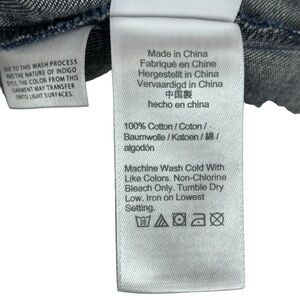 DUE TO THIS WASH PROCESS
AND THE NATURE OF INDIGO
DYES, THE COLOR FROM THIS
GARMENT MAY TRANSFER
ONTO LIGHT SURFACES.
Made in China
Fabriqué en Chine
Hergestellt in China
Vervaardigd in China
中国製
hecho en china
100% Cotton / Coton /
Baumwolle / Katoen / 綿 /
algodón
Machine Wash Cold With
Like Colors. Non-Chlorine
Bleach Only. Tumble Dry
Low. Iron on Lowest
Setting.